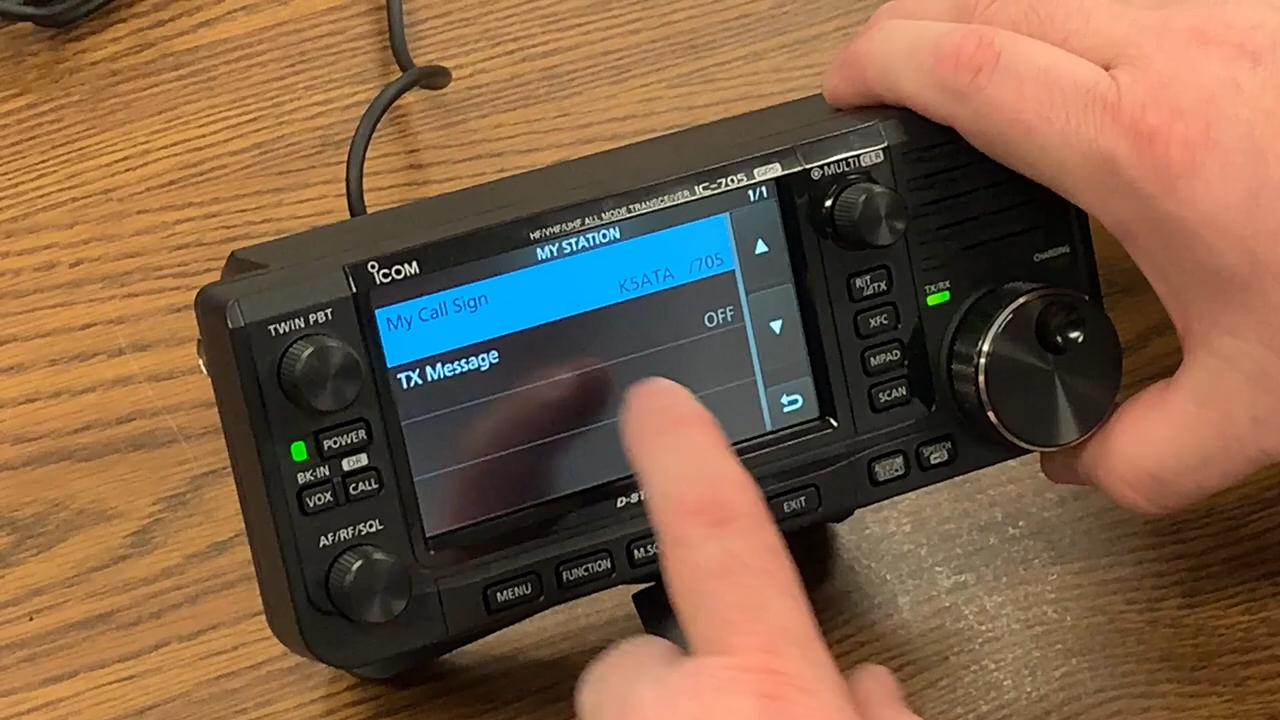 HF/VHF/UHF ALL MODE TRANSCEIVER IC-705 GPS
MULTI CLR
ICOM
MY STATION
1/1
My Call Sign
K5ATA /705
TX Message
OFF
TWIN PBT
POWER
BK-IN DR
VOX CALL
AF/RF/SQL
RIT
XFC
MPAD
SCAN
TX/RX
CHARGING
SPEECH
MENU
FUNCTION
EXIT